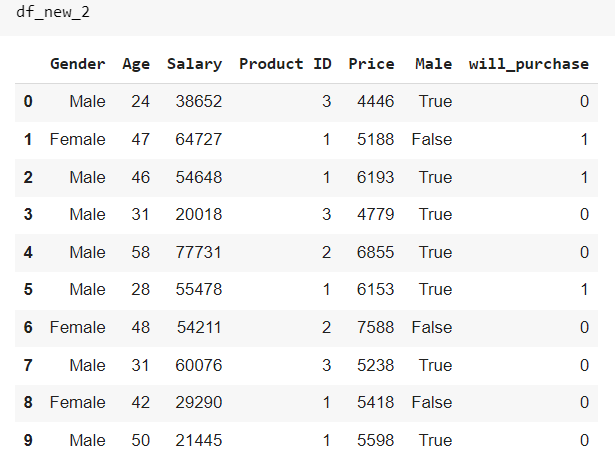 df_new_2
Gender Age Salary Product ID Price Male will_purchase
0 Male 24 38652 3 4446 True 0
1 Female 47 64727 1 5188 False 1
2 Male 46 54648 1 6193 True 1
3 Male 31 20018 3 4779 True 0
4 Male 58 77731 2 6855 True 0
5 Male 28 55478 1 6153 True 1
6 Female 48 54211 2 7588 False 0
7 Male 31 60076 3 5238 True 0
8 Female 42 29290 1 5418 False 0
9 Male 50 21445 1 5598 True 0